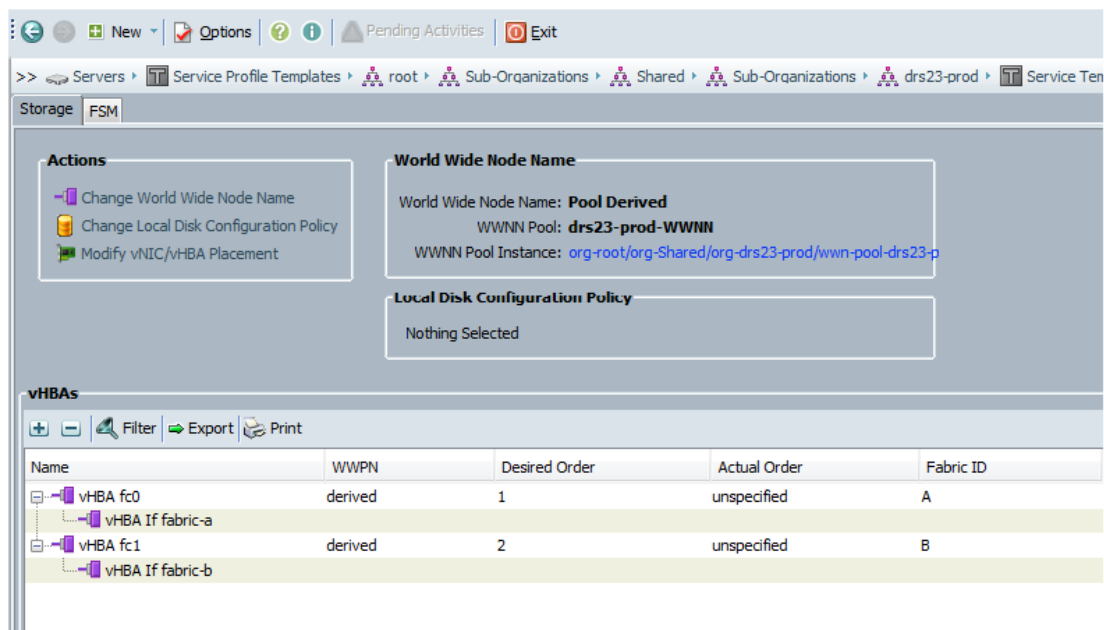 New Options Pending Activities Exit
>> Servers root Service Profile Templates root Sub-Organizations Shared Sub-Organizations drs23-prod Service Ten
Storage FSM
Actions
World Wide Node Name
Change World Wide Node Name
World Wide Node Name: Pool Derived
Change Local Disk Configuration Policy
WWNN Pool: drs23-prod-WWNN
Modify vNIC/vHBA Placement
WWNN Pool Instance: org-root/org-Shared/org-drs23-prod/wwn-pool-drs23-p
Local Disk Configuration Policy
Nothing Selected
vHBAs
Filter Export Print
Name WWPN Desired Order Actual Order Fabric ID
vHBA fc0 derived 1 unspecified A
vHBA If fabric-a
vHBA fc1 derived 2 unspecified B
vHBA If fabric-b